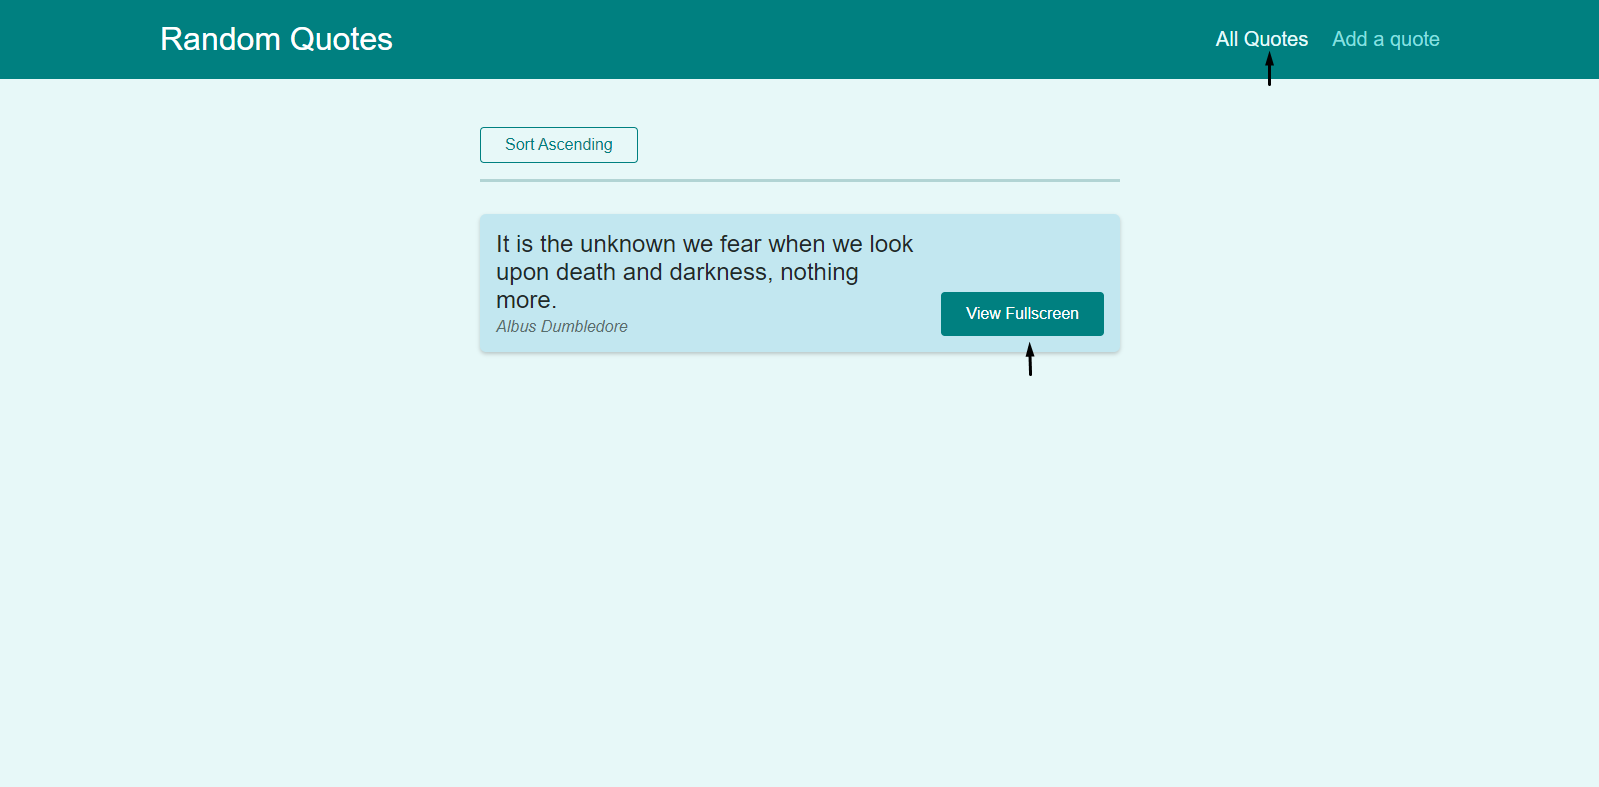 Random Quotes
All Quotes
Add a quote
Sort Ascending
It is the unknown we fear when we look
upon death and darkness, nothing
more.
Albus Dumbledore
View Fullscreen